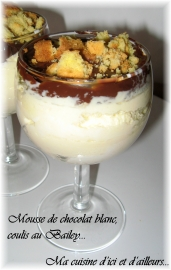 Mousse de chocolat blanc,
coulis au Bailey...
Ma cuisine d'ici et d'ailleurs...